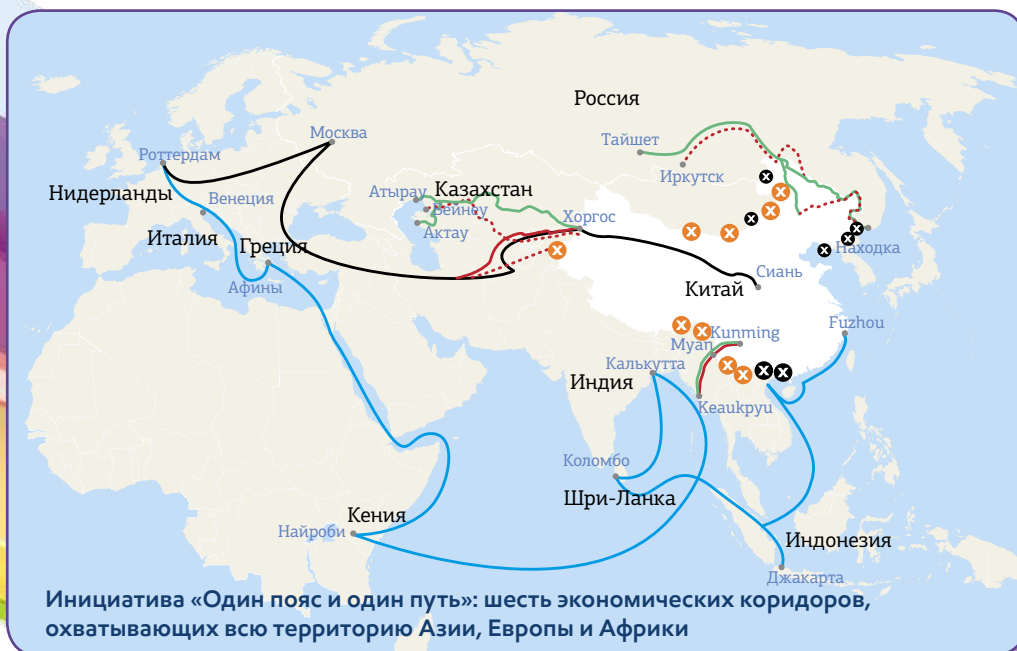 Россия
Москва
Тайшет
Роттердам
Иркутск
Нидерланды
Венеция
Атырау
Казахстан
Бейнеу
Хоргос
Италия
Греция
Актау
Находка
Афины
Сиань
Китай
Fuzhou
Kunming
Myan
Калькутта
Индия
Keaukpyu
Коломбо
Шри-Ланка
Кения
Найроби
Индонезия
Джакарта
Инициатива «Один пояс и один путь»: шесть экономических коридоров,
охватывающих всю территорию Азии, Европы и Африки